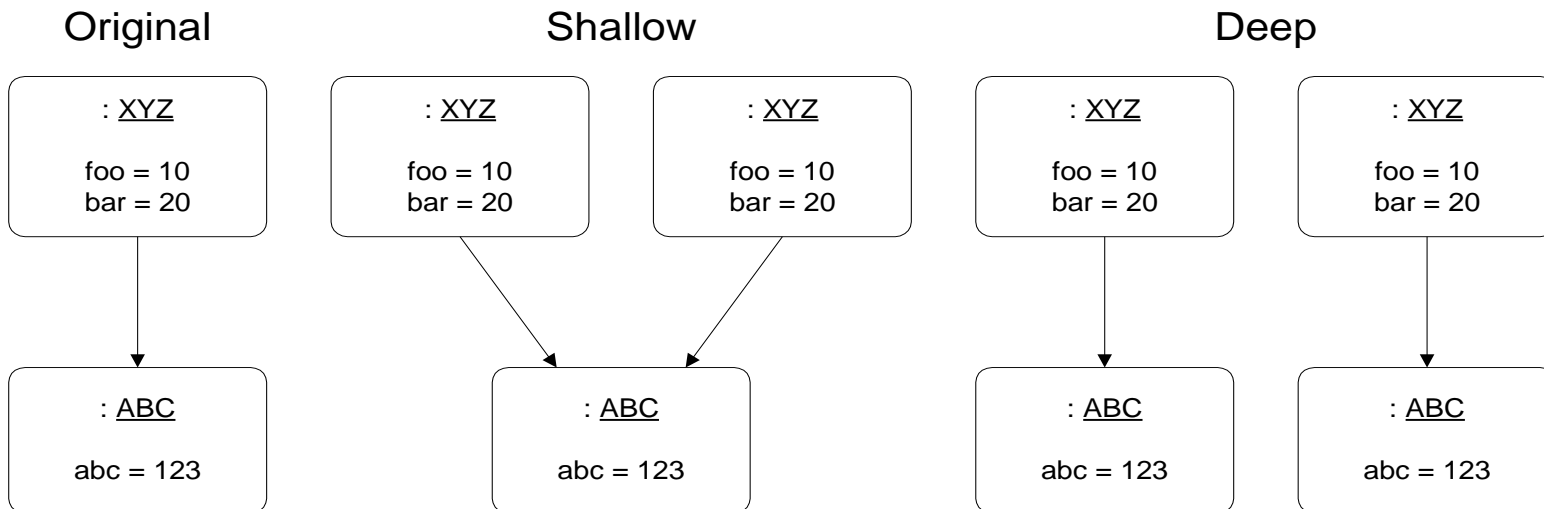 Original
Shallow
Deep
: XYZ
foo = 10
bar = 20
: XYZ
foo = 10
bar = 20
: XYZ
foo = 10
bar = 20
: XYZ
foo = 10
bar = 20
: XYZ
foo = 10
bar = 20
: ABC
abc = 123
: ABC
abc = 123
: ABC
abc = 123
: ABC
abc = 123